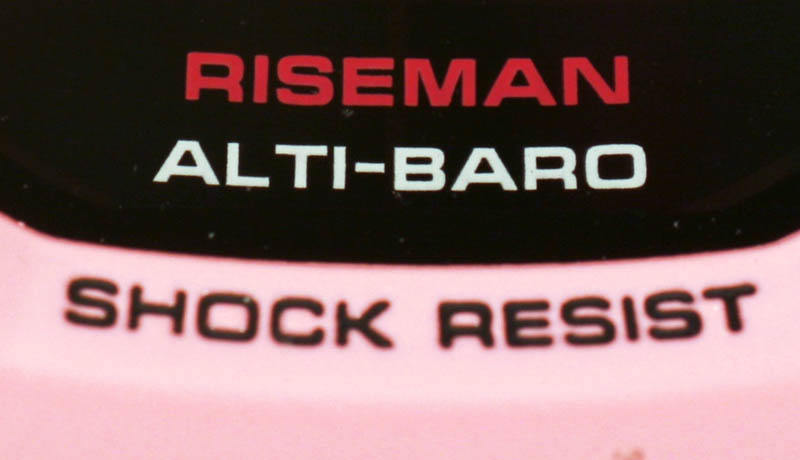 RISEMAN
ALTI-BARO
SHOCK RESIST